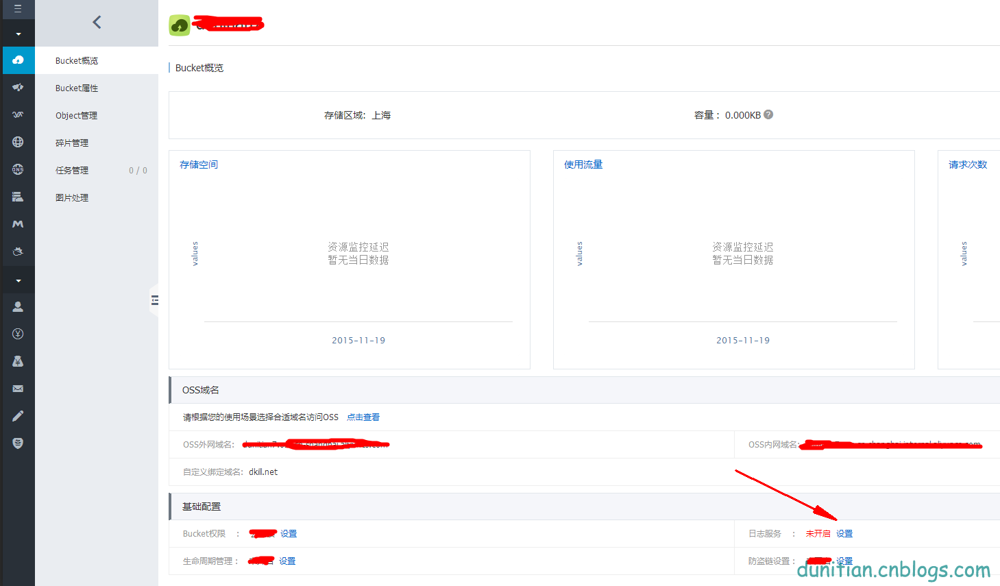 Bucket概览
Bucket属性
Object管理
碎片管理
任务管理 0 / 0
图片处理
Bucket概览
存储区域: 上海 容量 : 0.000KB ?
存储空间 使用流量 请求次数
values 资源监控延迟 values 资源监控延迟 values
暂无当日数据 暂无当日数据
2015-11-19 2015-11-19
OSS域名
请根据您的使用场景选择合适域名访问OSS 点击查看
OSS外网域名: OSS内网域名:
自定义绑定域名: dkill.net
基础配置
Bucket权限 : 设置 日志服务 : 未开启 设置
生命周期管理 : 设置 防盗链设置 : 设置
dunitian.cnblogs.com